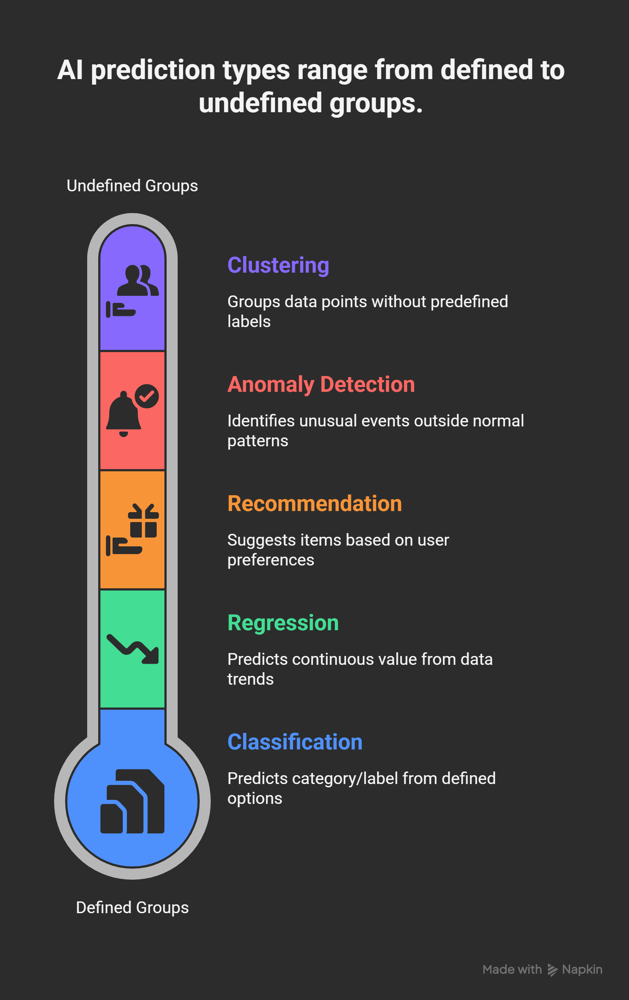 AI prediction types range from defined to
undefined groups.
Undefined Groups
Clustering
Groups data points without predefined
labels
Anomaly Detection
Identifies unusual events outside normal
patterns
Recommendation
Suggests items based on user
preferences
Regression
Predicts continuous value from data
trends
Classification
Predicts category/label from defined
options
Defined Groups
Made with Napkin